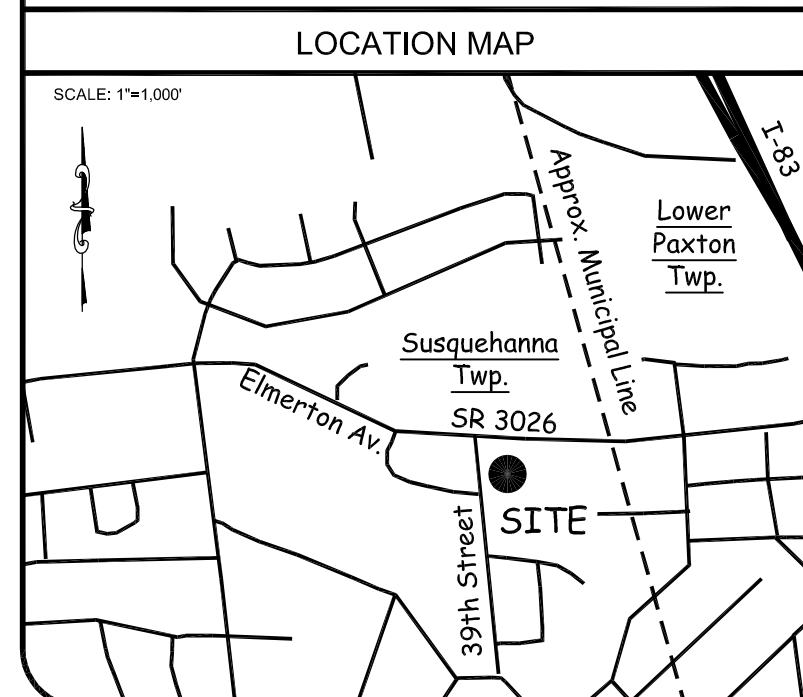 LOCATION MAP
SCALE: 1"=1,000'
I-83
Approx. Municipal Line
Lower
Paxton
Twp.
Susquehanna
Twp.
Elmerton Av.
SR 3026
SITE
39th Street